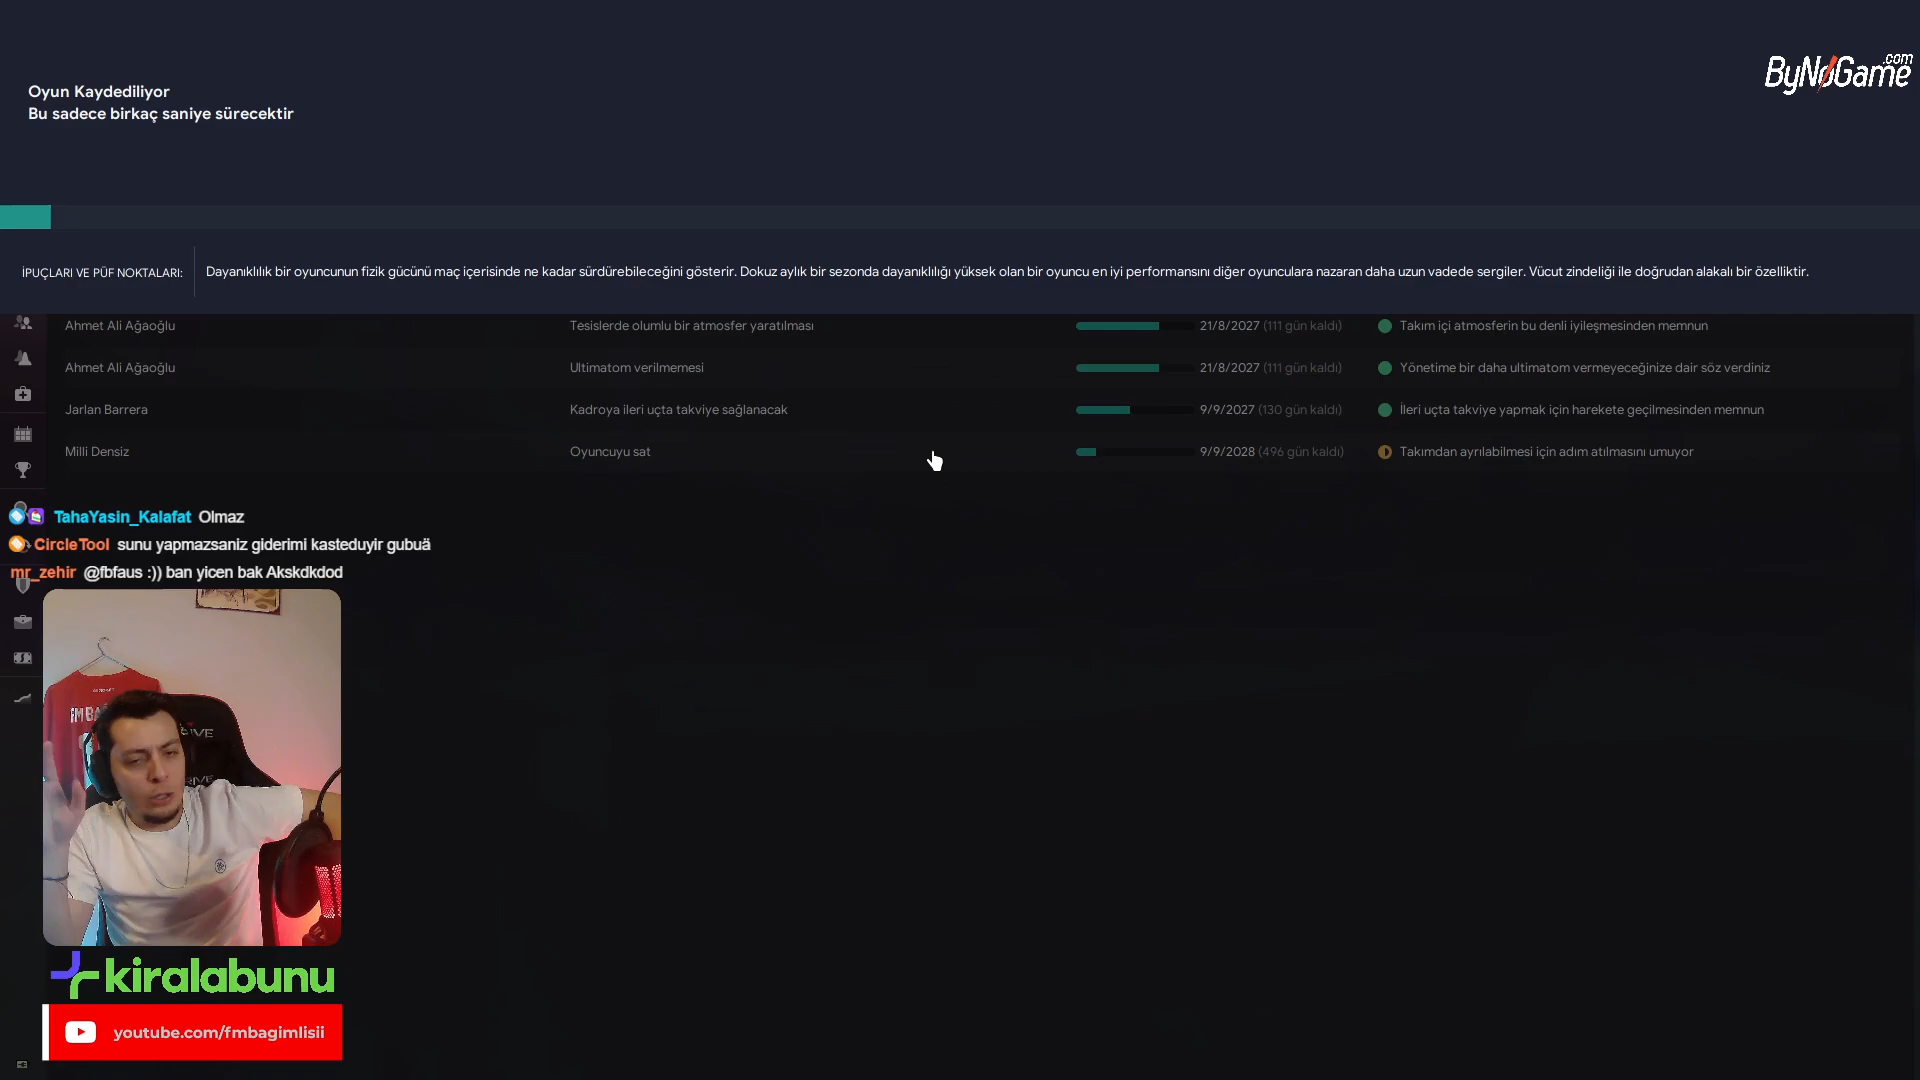 ByNoGame.com
Oyun Kaydediliyor
Bu sadece birkaç saniye sürecektir
İPUÇLARI VE PÜF NOKTALARI:
Dayanıklılık bir oyuncunun fizik gücünü maç içerisinde ne kadar sürdürebileceğini gösterir. Dokuz aylık bir sezonda dayanıklılığı yüksek olan bir oyuncu en iyi performansını diğer oyunculara nazaran daha uzun vadede sergiler. Vücut zindeliği ile doğrudan alakalı bir özelliktir.
Ahmet Ali Ağaoğlu Tesislerde olumlu bir atmosfer yaratılması 21/8/2027 (111 gün kaldı) Takım içi atmosferin bu denli iyileşmesinden memnun
Ahmet Ali Ağaoğlu Ultimatom verilmemesi 21/8/2027 (111 gün kaldı) Yönetime bir daha ultimatom vermeyeceğinize dair söz verdiniz
Jarlan Barrera Kadroya ileri uçta takviye sağlanacak 9/9/2027 (130 gün kaldı) İleri uçta takviye yapmak için harekete geçilmesinden memnun
Milli Densiz Oyuncuyu sat 9/9/2028 (496 gün kaldı) Takımdan ayrılabilmesi için adım atılmasını umuyor
TahaYasin_Kalafat Olmaz
CircleTool sunu yapmazsaniz giderimi kasteduyir gubuä
mr_zehir @fbfaus :)) ban yicen bak Akskdkdod
kiralabunu
youtube.com/fmbagimlisii